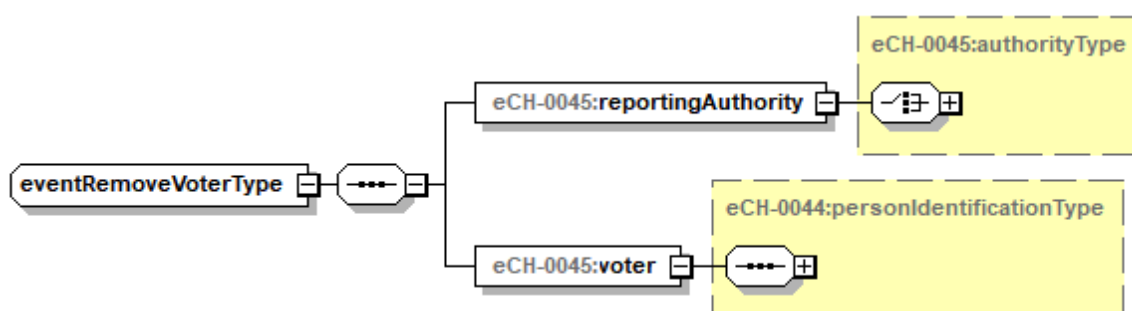 eCH-0045:authorityType
eCH-0045:reportingAuthority
eventRemoveVoterType
eCH-0044:personIdentificationType
eCH-0045:voter